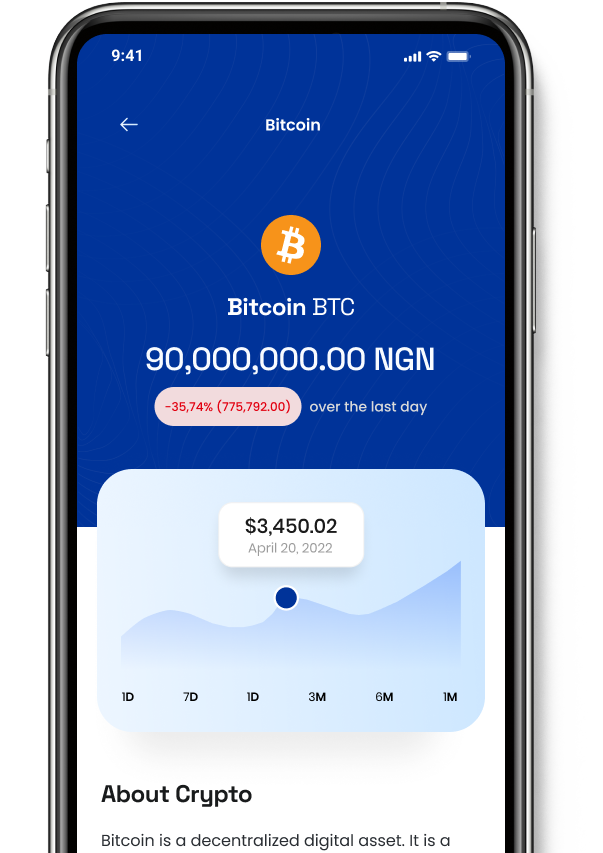 9:41
Bitcoin
Bitcoin BTC
90,000,000.00 NGN
-35,74% (775,792.00) over the last day
$3,450.02
April 20, 2022
1D 7D 1D 3M 6M 1M
About Crypto
Bitcoin is a decentralized digital asset. It is a